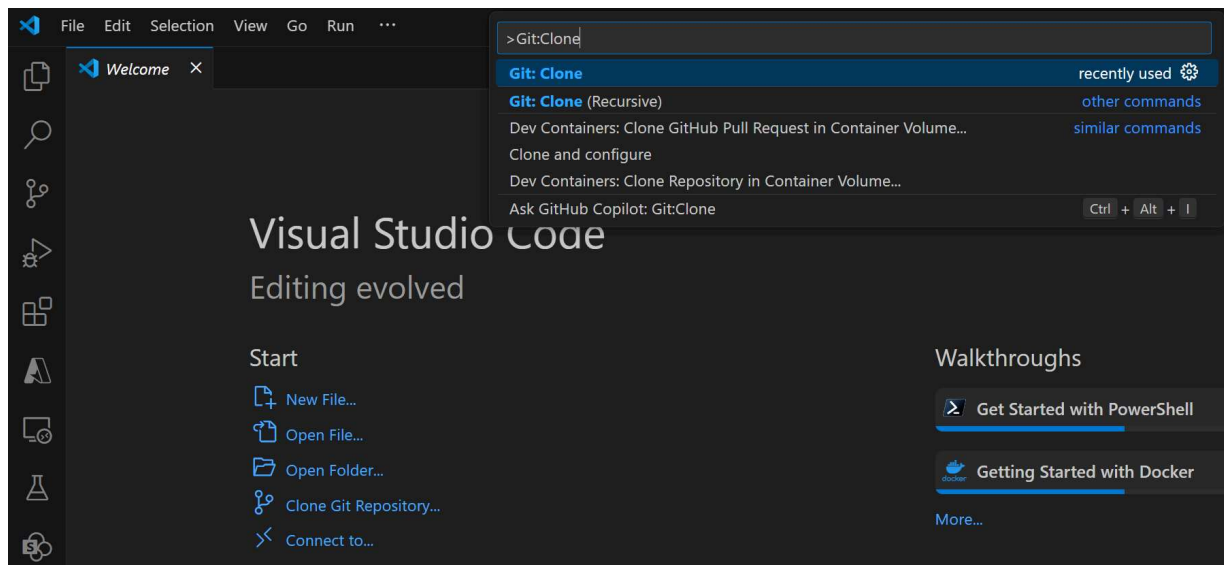 File Edit Selection View Go Run ···
>Git:Clone
Welcome
Git: Clone recently used
Git: Clone (Recursive) other commands
Dev Containers: Clone GitHub Pull Request in Container Volume... similar commands
Clone and configure
Dev Containers: Clone Repository in Container Volume...
Ask GitHub Copilot: Git:Clone Ctrl + Alt + I
Visual Studio Code
Editing evolved
Start
New File...
Open File...
Open Folder...
Clone Git Repository...
Connect to...
Walkthroughs
Get Started with PowerShell
docker
Getting Started with Docker
More...
S